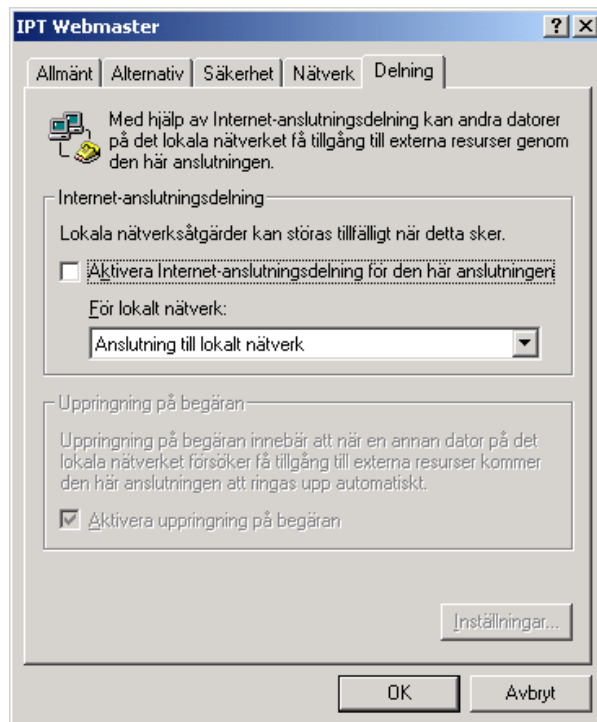 IPT Webmaster
Allmänt Alternativ Säkerhet Nätverk Delning
Med hjälp av Internet-anslutningsdelning kan andra datorer
på det lokala nätverket få tillgång till externa resurser genom
den här anslutningen.
Internet-anslutningsdelning
Lokala nätverksåtgärder kan störas tillfälligt när detta sker.
Aktivera Internet-anslutningsdelning för den här anslutningen
För lokalt nätverk:
Anslutning till lokalt nätverk
Uppringning på begäran
Uppringning på begäran innebär att när en annan dator på det
lokala nätverket försöker få tillgång till externa resurser kommer
den här anslutningen att ringas upp automatiskt.
Aktivera uppringning på begäran
Inställningar...
OK Avbryt